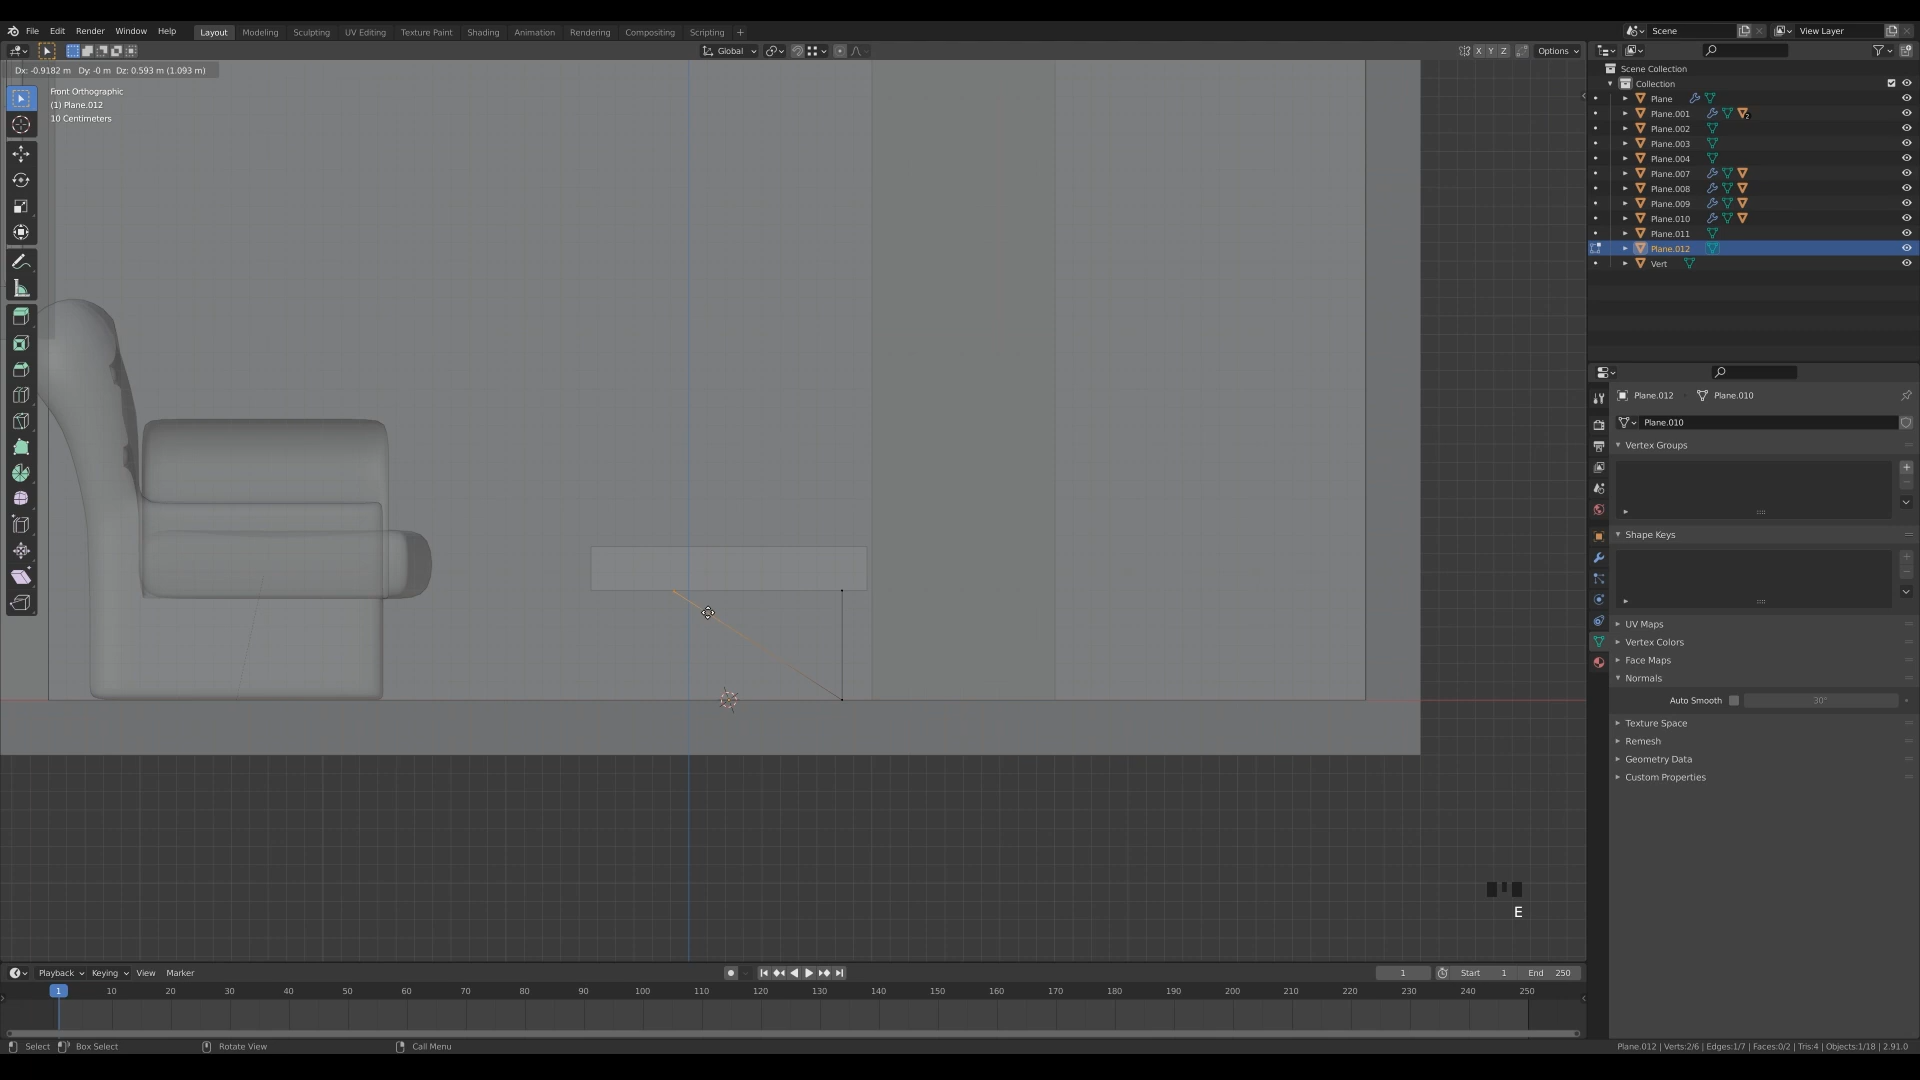 File Edit Render Window Help Layout Modeling Sculpting UV Editing Texture Paint Shading Animation Rendering Compositing Scripting + Scene View Layer
Global X Y Z Options
Dx: -0.9182 m Dy: -0 m Dz: 0.593 m (1.093 m)
Front Orthographic
(1) Plane.012
10 Centimeters
Scene Collection
Collection
Plane
Plane.001 2
Plane.002
Plane.003
Plane.004
Plane.007
Plane.008
Plane.009
Plane.010
Plane.011
Plane.012
Vert
Plane.012 Plane.010
Plane.010
Vertex Groups
Shape Keys
UV Maps
Vertex Colors
Face Maps
Normals
Auto Smooth 30°
Texture Space
Remesh
Geometry Data
Custom Properties
E
Playback Keying View Marker 1 Start 1 End 250
1 10 20 30 40 50 60 70 80 90 100 110 120 130 140 150 160 170 180 190 200 210 220 230 240 250
Select Box Select Rotate View Call Menu Plane.012 | Verts:2/6 | Edges:1/7 | Faces:0/2 | Tris:4 | Objects:1/18 | 2.91.0